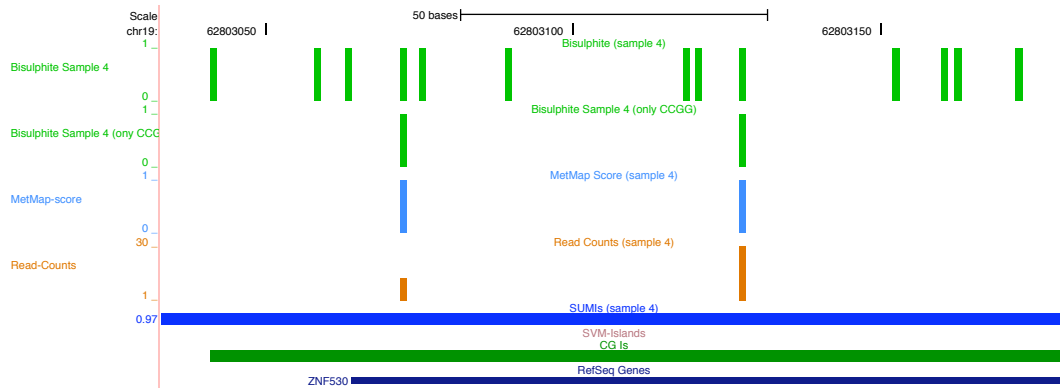 Scale 50 bases
chr19: 62803050 62803100 62803150
Bisulphite (sample 4)
1 _
Bisulphite Sample 4
0 _
Bisulphite Sample 4 (only CCGG)
1 _
Bisulphite Sample 4 (ony CCG
0 _
MetMap Score (sample 4)
1 _
MetMap-score
0 _
Read Counts (sample 4)
30 _
Read-Counts
1 _
SUMIs (sample 4)
0.97
SVM-Islands
CG Is
RefSeq Genes
ZNF530